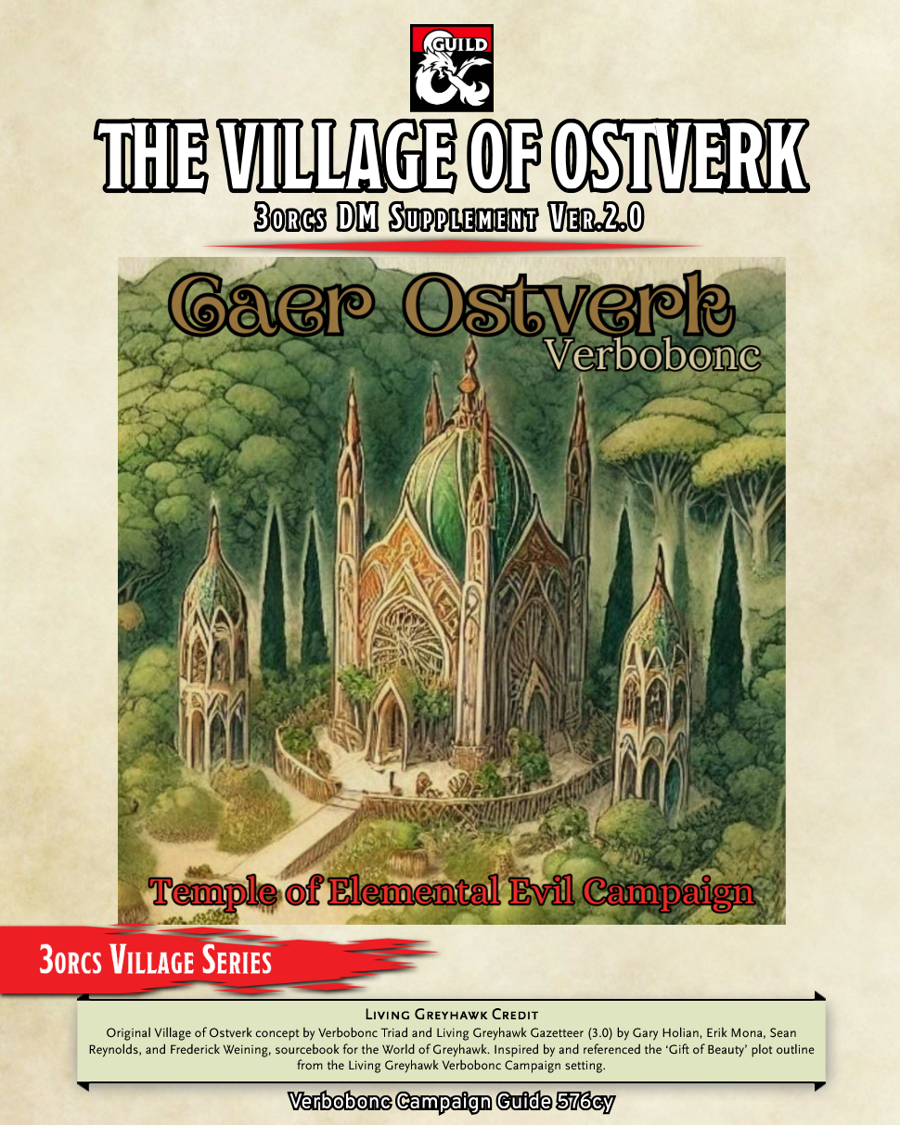 GUILD
THE VILLAGE OF OSTVERK
3ORCS DM SUPPLEMENT VER.2.0
Gaer Ostverk
Verbobonc
Temple of Elemental Evil Campaign
3ORCS VILLAGE SERIES
LIVING GREYHAWK CREDIT
Original Village of Ostverk concept by Verbobonc Triad and Living Greyhawk Gazetteer (3.0) by Gary Holian, Erik Mona, Sean
Reynolds, and Frederick Weining, sourcebook for the World of Greyhawk. Inspired by and referenced the ‘Gift of Beauty’ plot outline
from the Living Greyhawk Verbobonc Campaign setting.
Verbobonc Campaign Guide 576cy